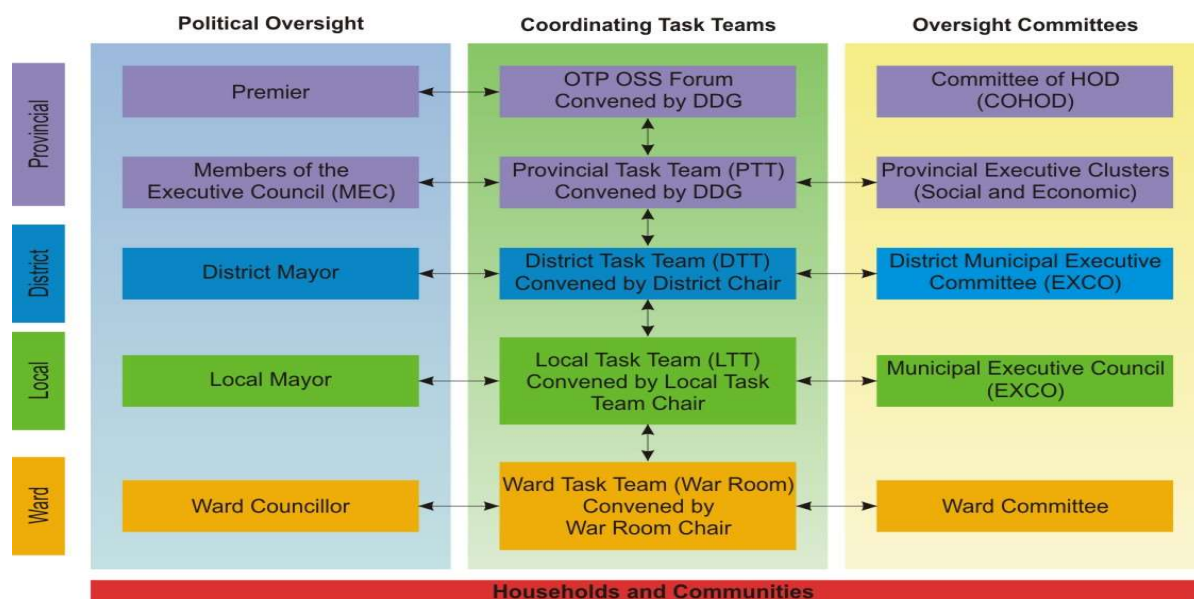 Political Oversight
Coordinating Task Teams
Oversight Committees
Provincial
Premier
OTP OSS Forum
Convened by DDG
Committee of HOD
(COHOD)
Members of the
Executive Council (MEC)
Provincial Task Team (PTT)
Convened by DDG
Provincial Executive Clusters
(Social and Economic)
District
District Mayor
District Task Team (DTT)
Convened by District Chair
District Municipal Executive
Committee (EXCO)
Local
Local Mayor
Local Task Team (LTT)
Convened by Local Task
Team Chair
Municipal Executive Council
(EXCO)
Ward
Ward Councillor
Ward Task Team (War Room)
Convened by
War Room Chair
Ward Committee
Households and Communities